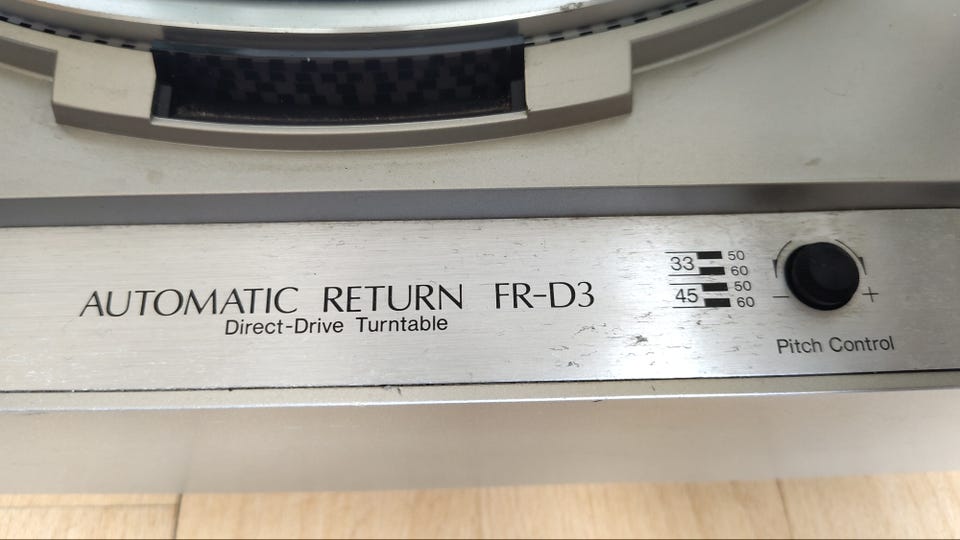 AUTOMATIC RETURN FR-D3
Direct-Drive Turntable
33 50
60
45 50
60
− +
Pitch Control